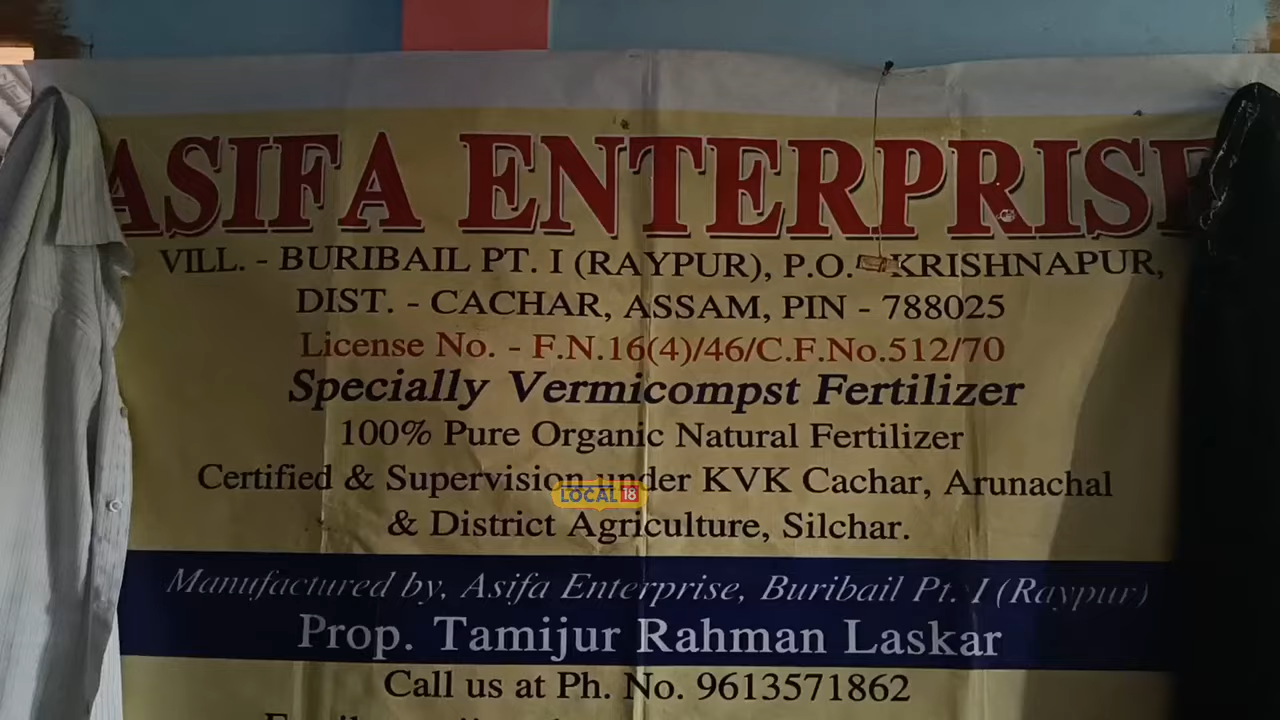 ASIFA ENTERPRISE
VILL. - BURIBAIL PT. I (RAYPUR), P.O. KRISHNAPUR,
DIST. - CACHAR, ASSAM, PIN - 788025
License No. - F.N.16(4)/46/C.F.No.512/70
Specially Vermicompst Fertilizer
100% Pure Organic Natural Fertilizer
Certified & Supervision under KVK Cachar, Arunachal
LOCAL 18
& District Agriculture, Silchar.
Manufactured by, Asifa Enterprise, Buribail Pt. I (Raypur)
Prop. Tamijur Rahman Laskar
Call us at Ph. No. 9613571862